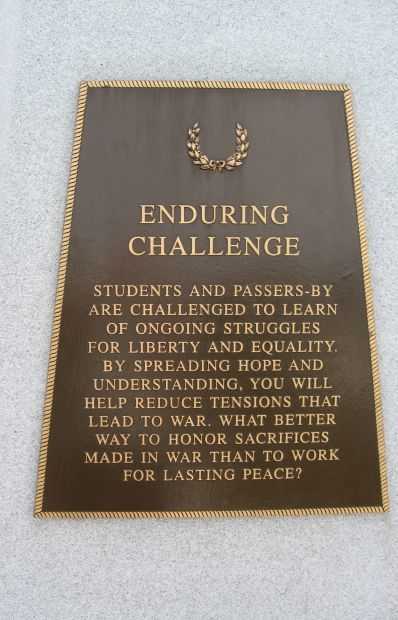 ENDURING
CHALLENGE
STUDENTS AND PASSERS-BY
ARE CHALLENGED TO LEARN
OF ONGOING STRUGGLES
FOR LIBERTY AND EQUALITY.
BY SPREADING HOPE AND
UNDERSTANDING, YOU WILL
HELP REDUCE TENSIONS THAT
LEAD TO WAR. WHAT BETTER
WAY TO HONOR SACRIFICES
MADE IN WAR THAN TO WORK
FOR LASTING PEACE?